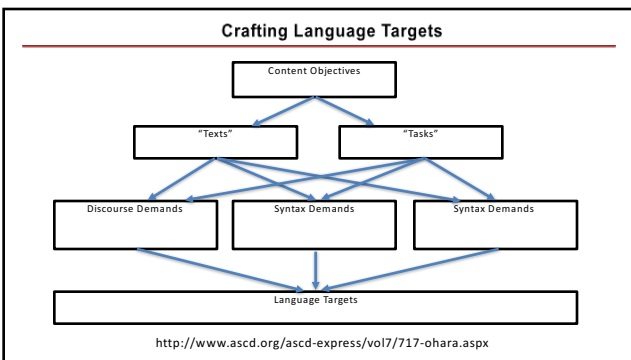 Crafting Language Targets
Content Objectives
"Texts"
"Tasks"
Discourse Demands
Syntax Demands
Syntax Demands
Language Targets
http://www.ascd.org/ascd-express/vol7/717-ohara.aspx